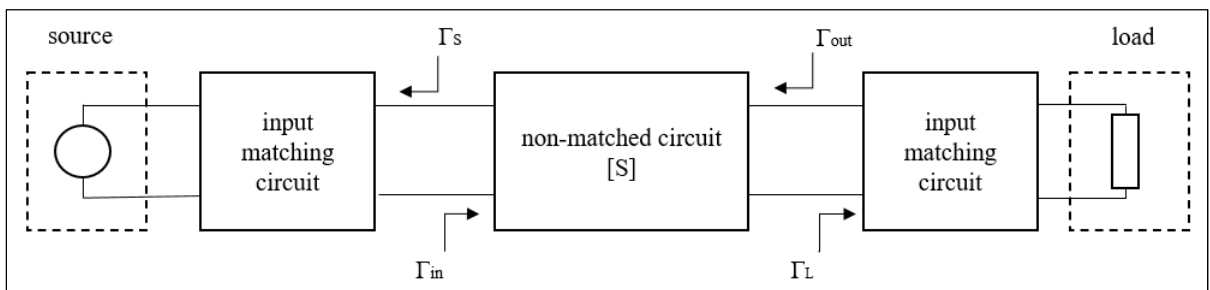 source
Γs
Γout
load
input
matching
circuit
non-matched circuit
[S]
input
matching
circuit
Γin
ΓL